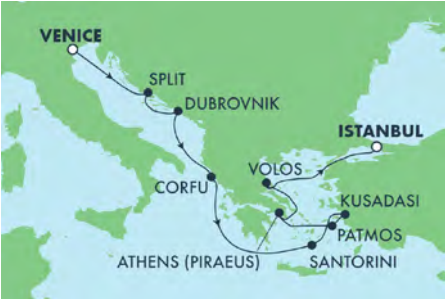 VENICE
SPLIT
DUBROVNIK
ISTANBUL
VOLOS
CORFU
KUSADASI
PATMOS
ATHENS (PIRAEUS)
SANTORINI